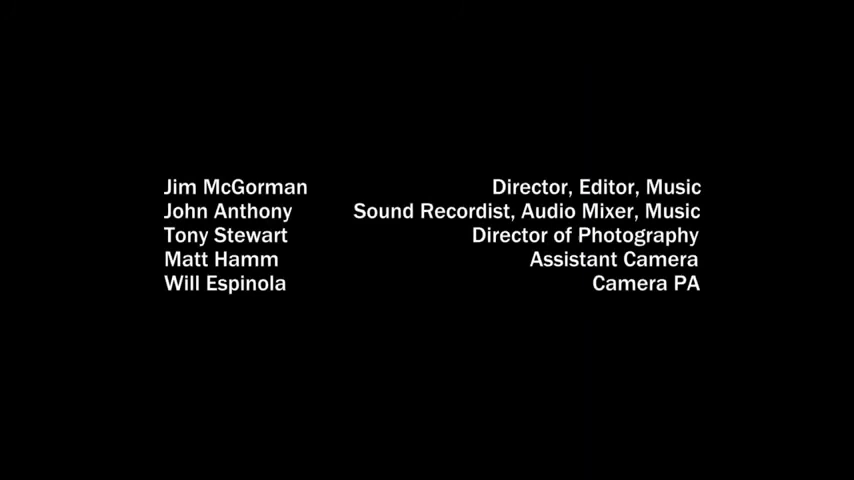 Jim McGorman Director, Editor, Music
John Anthony Sound Recordist, Audio Mixer, Music
Tony Stewart Director of Photography
Matt Hamm Assistant Camera
Will Espinola Camera PA